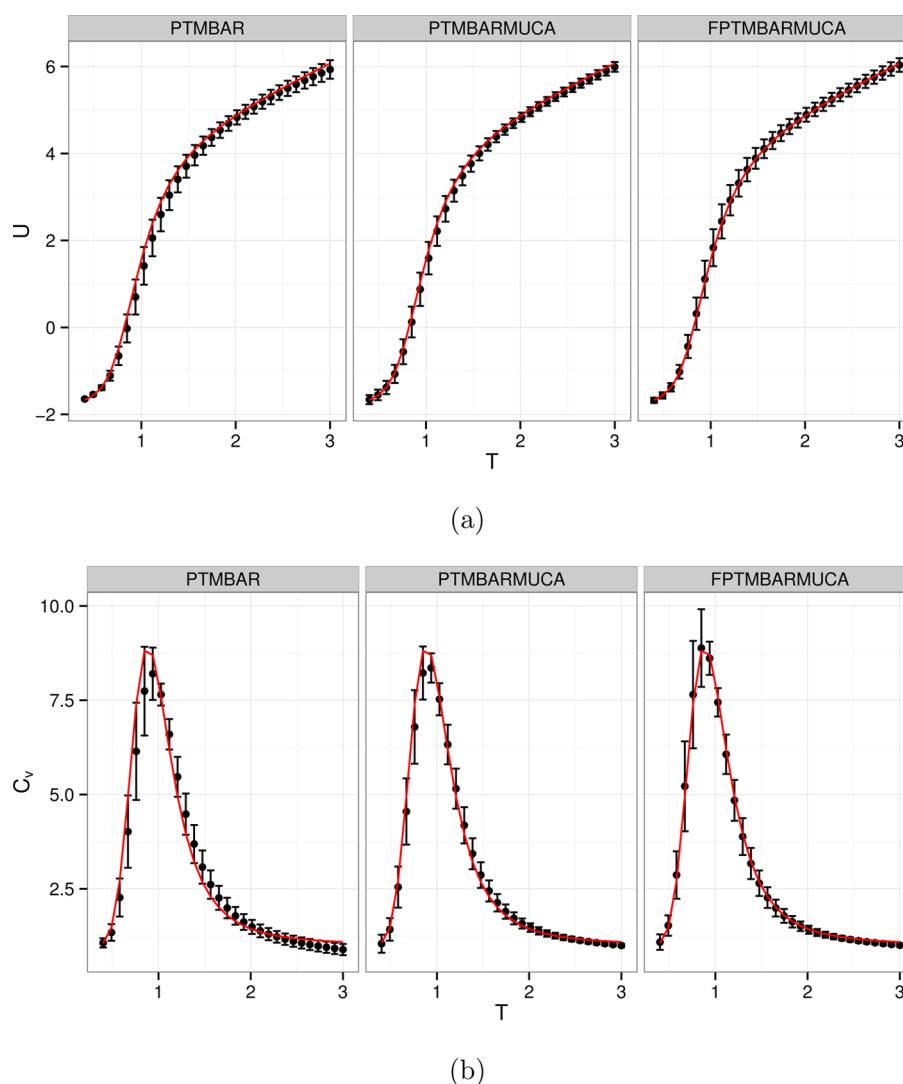 PTMBAR PTMBARMUCA FPTMBARMUCA
6
4
2
0
−2
U
1 2 3 1 2 3 1 2 3
T
(a)
PTMBAR PTMBARMUCA FPTMBARMUCA
10.0
7.5
5.0
2.5
Cv
1 2 3 1 2 3 1 2 3
T
(b)